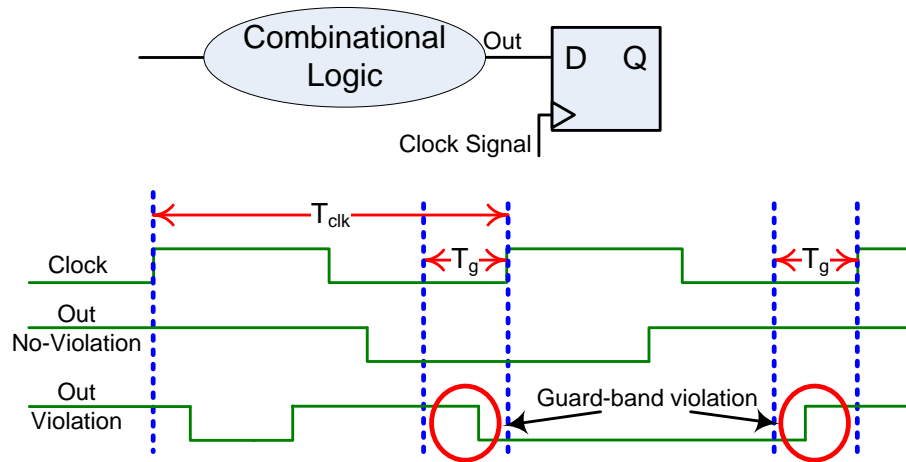 Combinational
Logic
Out
D Q
Clock Signal
Tclk
Tg
Tg
Clock
Out
No-Violation
Out
Violation
Guard-band violation